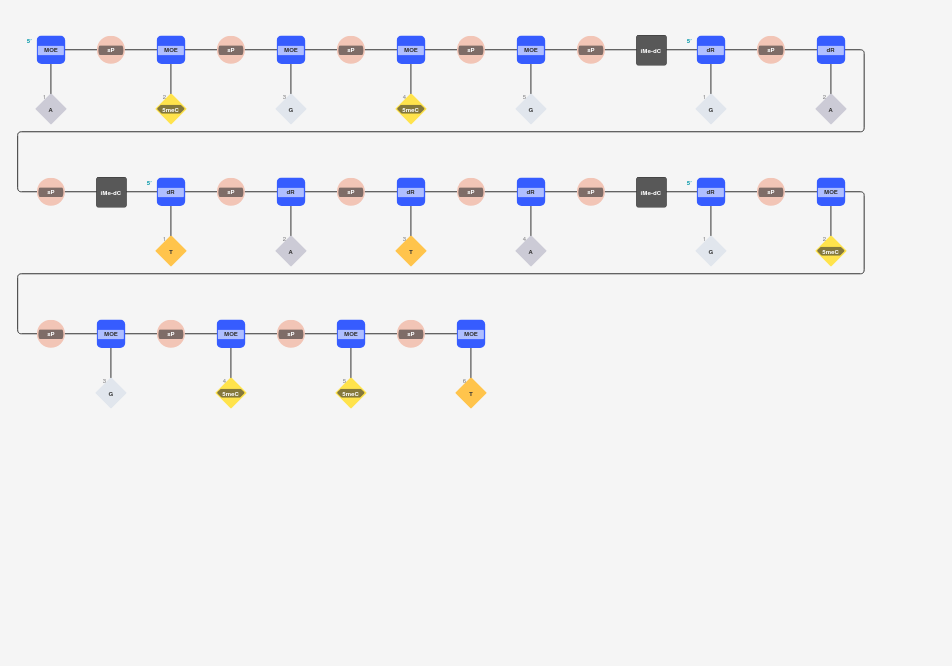 5' MOE sP MOE sP MOE sP MOE sP MOE sP iMe-dC 5' dR sP dR
1 2 3 4 5 1 2
A 5meC G 5meC G G A
sP iMe-dC 5' dR sP dR sP dR sP dR sP iMe-dC 5' dR sP MOE
1 2 3 4 1 2
T A T A G 5meC
sP MOE sP MOE sP MOE sP MOE
3 4 5 6
G 5meC 5meC T